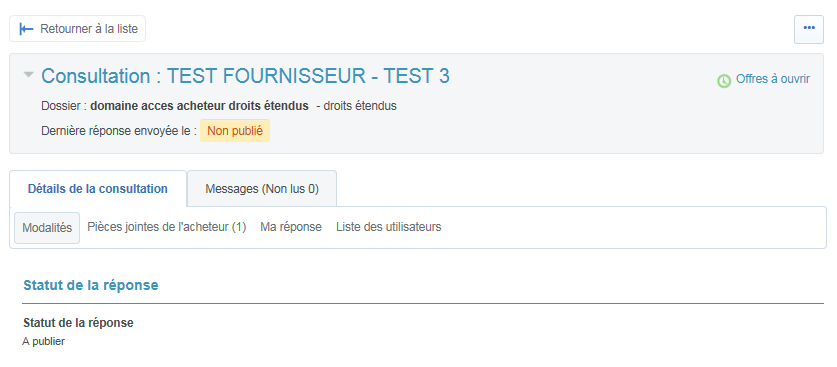 Retourner à la liste
Consultation : TEST FOURNISSEUR - TEST 3
Offres à ouvrir
Dossier : domaine acces acheteur droits étendus - droits étendus
Dernière réponse envoyée le : Non publié
Détails de la consultation Messages (Non lus 0)
Modalités Pièces jointes de l'acheteur (1) Ma réponse Liste des utilisateurs
Statut de la réponse
Statut de la réponse
A publier